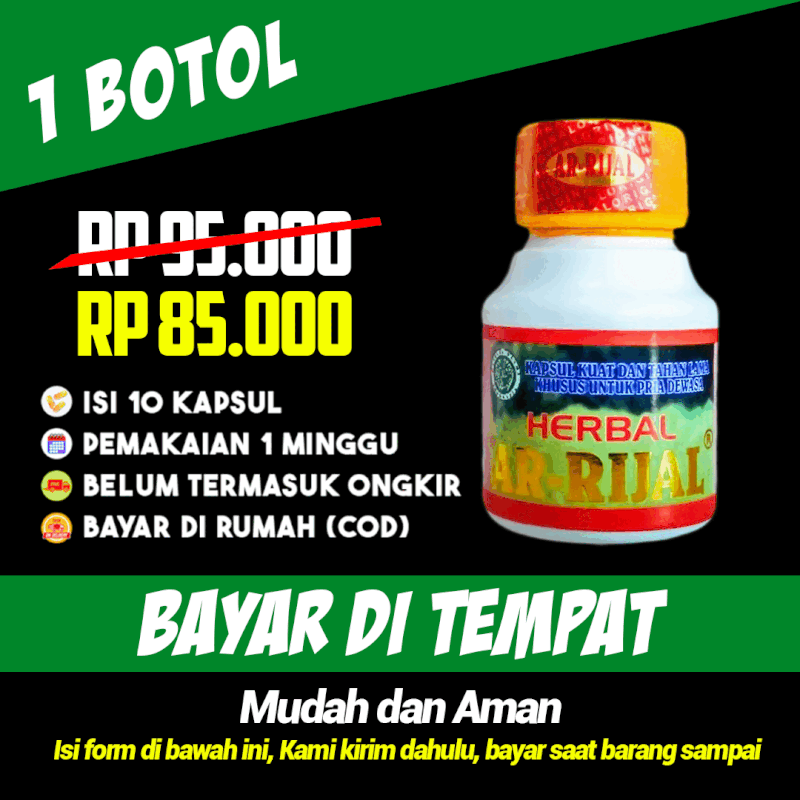 1 BOTOL
RP 95.000
RP 85.000
ISI 10 KAPSUL
PEMAKAIAN 1 MINGGU
BELUM TERMASUK ONGKIR
BAYAR DI RUMAH (COD)
AR-RIJAL
KAPSUL KUAT DAN TAHAN LAMA
KHUSUS UNTUK PRIA DEWASA
HERBAL
AR-RIJAL®
BAYAR DI TEMPAT
Mudah dan Aman
Isi form di bawah ini, Kami kirim dahulu, bayar saat barang sampai